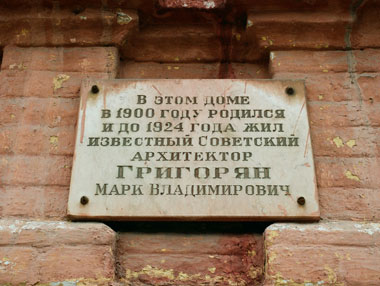 В ЭТОМ ДОМЕ
В 1900 ГОДУ РОДИЛСЯ
И ДО 1924 ГОДА ЖИЛ
ИЗВЕСТНЫЙ СОВЕТСКИЙ
АРХИТЕКТОР
ГРИГОРЯН
МАРК ВЛАДИМИРОВИЧ